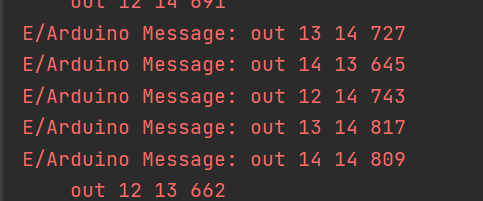 out 12 14 691
E/Arduino Message: out 13 14 727
E/Arduino Message: out 14 13 645
E/Arduino Message: out 12 14 743
E/Arduino Message: out 13 14 817
E/Arduino Message: out 14 14 809
out 12 13 662